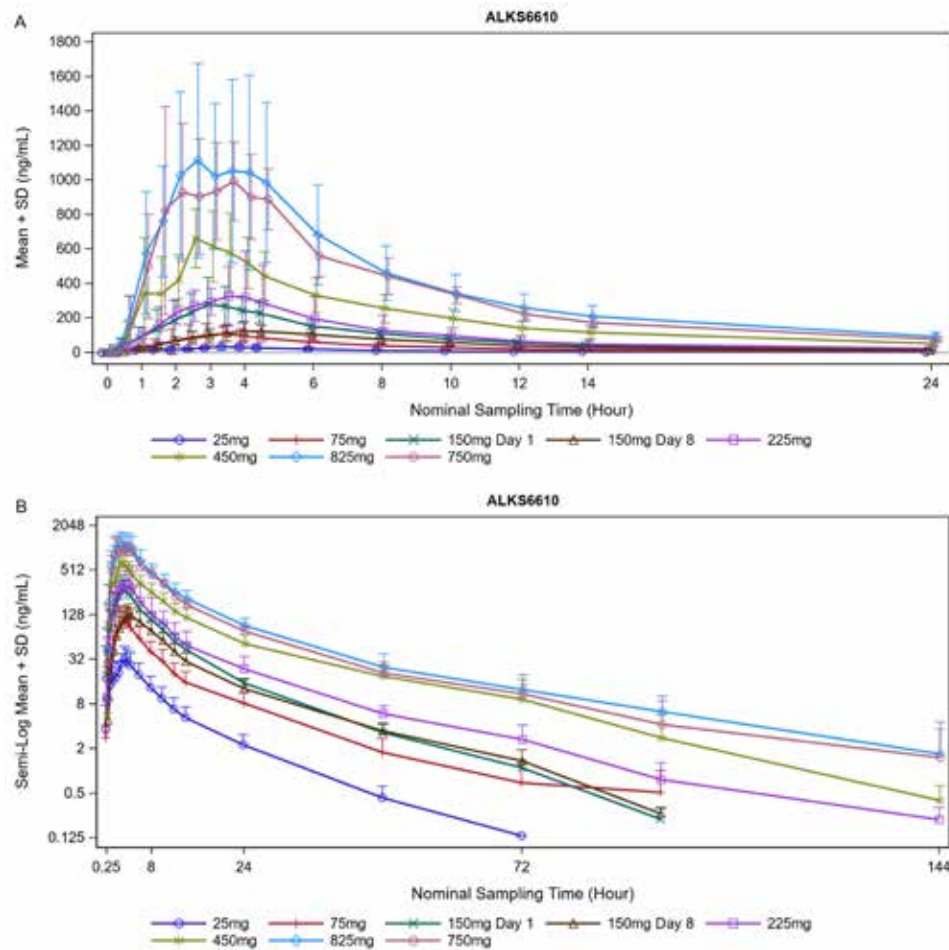 A
ALKS6610
Mean + SD (ng/mL)
1800
1600
1400
1200
1000
800
600
400
200
0
0 1 2 3 4 6 8 10 12 14 24
Nominal Sampling Time (Hour)
25mg 75mg 150mg Day 1 150mg Day 8 225mg
450mg 825mg 750mg
B
ALKS6610
Semi-Log Mean + SD (ng/mL)
2048
512
128
32
8
2
0.5
0.125
0.25 8 24 72 144
Nominal Sampling Time (Hour)
25mg 75mg 150mg Day 1 150mg Day 8 225mg
450mg 825mg 750mg